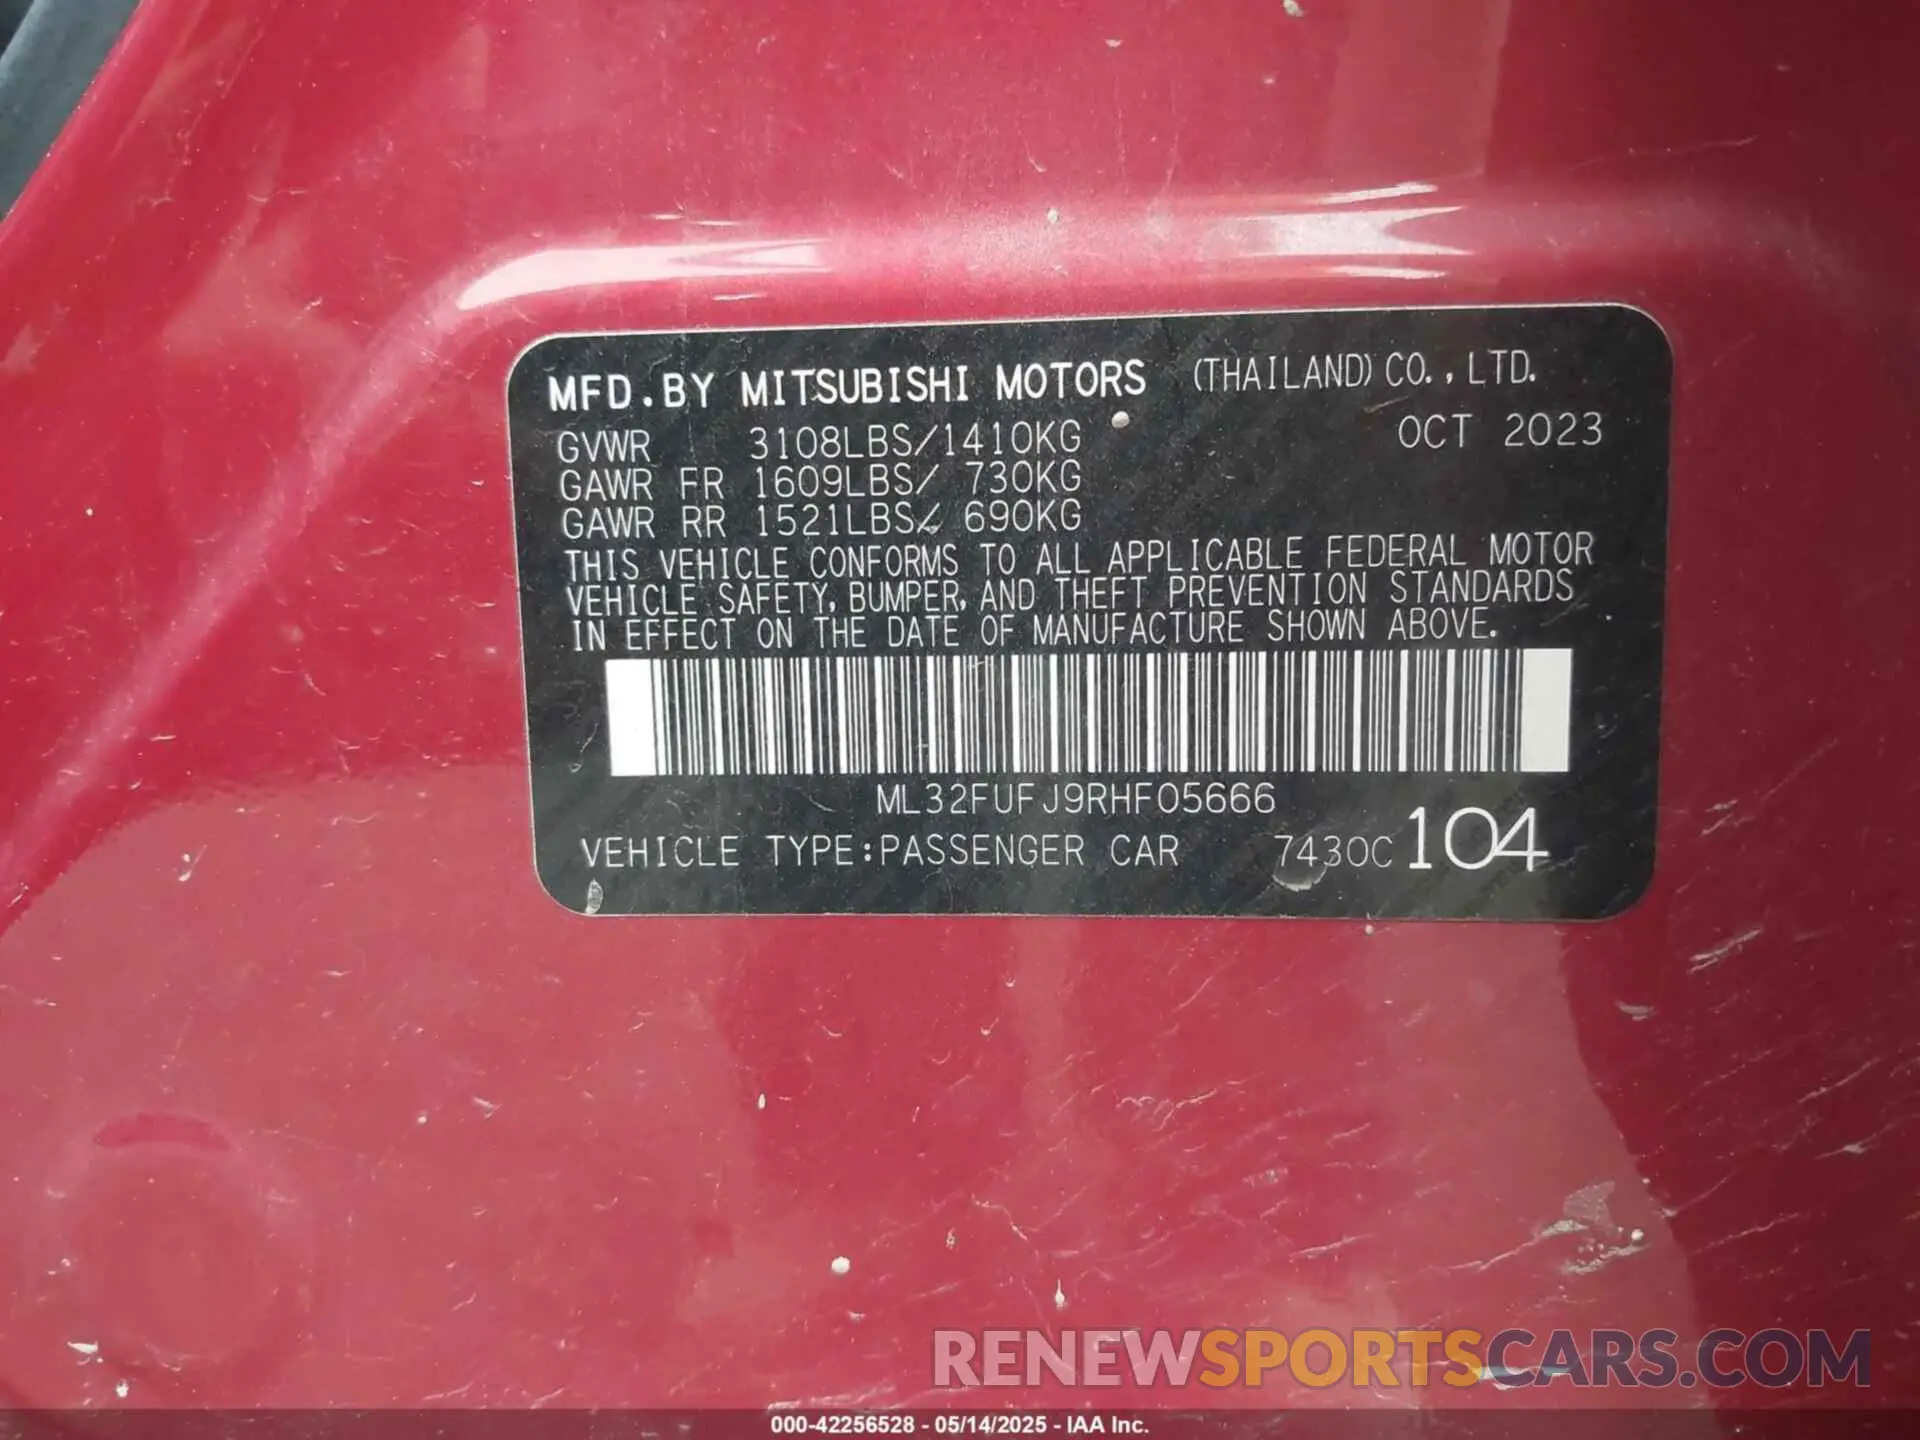 MFD.BY MITSUBISHI MOTORS (THAILAND) CO., LTD.
OCT 2023
GVWR 3108LBS/1410KG
GAWR FR 1609LBS/ 730KG
GAWR RR 1521LBS/ 690KG
THIS VEHICLE CONFORMS TO ALL APPLICABLE FEDERAL MOTOR
VEHICLE SAFETY, BUMPER, AND THEFT PREVENTION STANDARDS
IN EFFECT ON THE DATE OF MANUFACTURE SHOWN ABOVE.
ML32FUFJ9RHF05666
VEHICLE TYPE:PASSENGER CAR 7430C 104
RENEWSPORTSCARS.COM
000-42256528 - 05/14/2025 - IAA Inc.